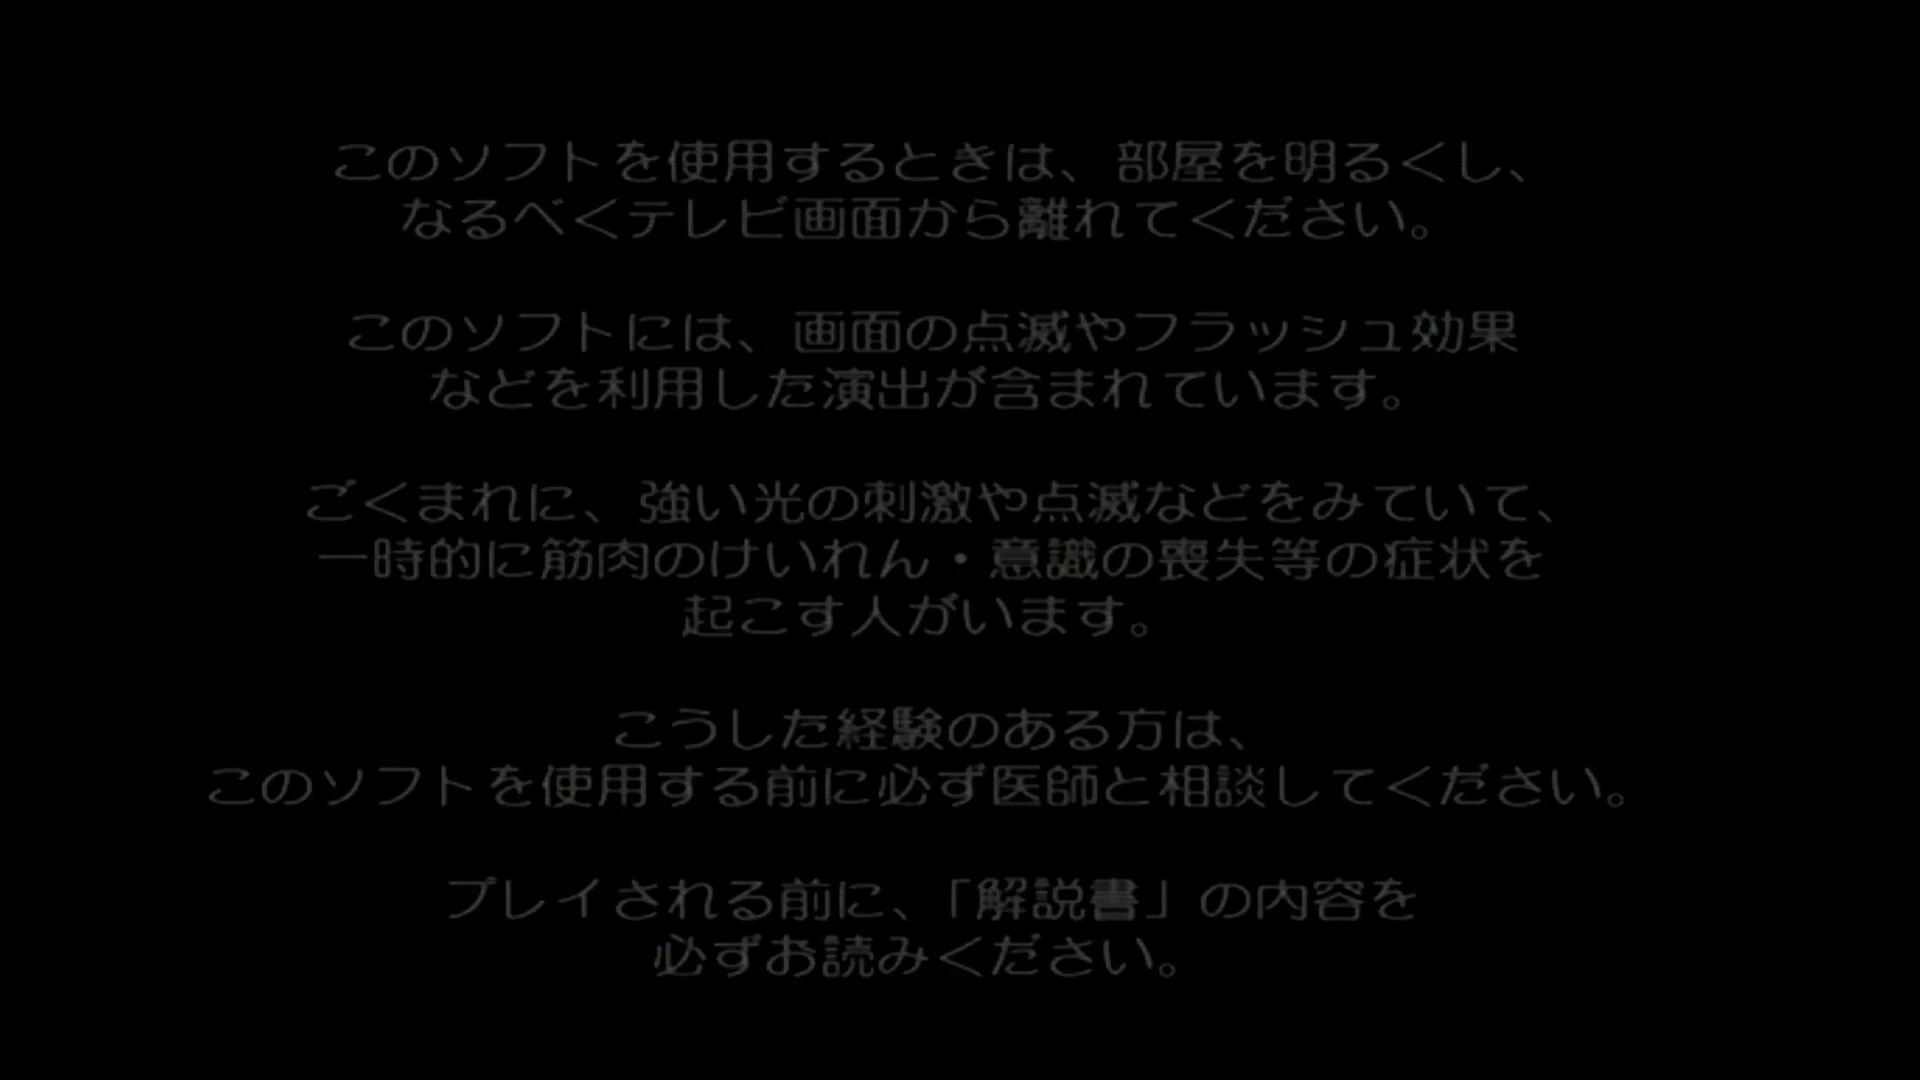 このソフトを使用するときは、部屋を明るくし、
なるべくテレビ画面から離れてください。
このソフトには、画面の点滅やフラッシュ効果
などを利用した演出が含まれています。
ごくまれに、強い光の刺激や点滅などをみていて、
一時的に筋肉のけいれん・意識の喪失等の症状を
起こす人がいます。
こうした経験のある方は、
このソフトを使用する前に必ず医師と相談してください。
プレイされる前に、「解説書」の内容を
必ずお読みください。